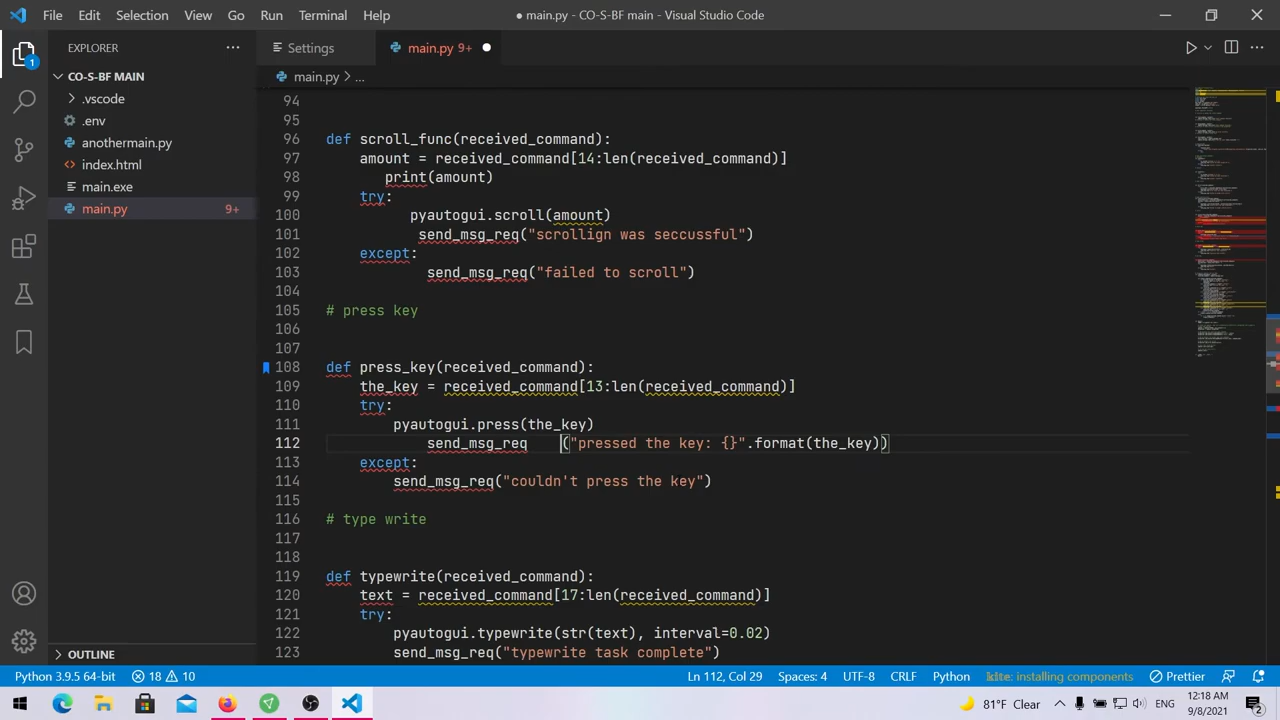 File Edit Selection View Go Run Terminal Help
● main.py - CO-S-BF main - Visual Studio Code
EXPLORER
Settings
main.py 9+
CO-S-BF MAIN
main.py > ...
.vscode
.env
anothermain.py
index.html
main.exe
main.py 9+
94
95
96 def scroll_func(received_command):
97 amount = received_command[17:len(received_command)]
98 print(amount)
99 try:
100 pyautogui.scroll(amount)
101 send_msg_req("scrollign was successful")
102 except:
103 send_msg_req("failed to scroll")
104
105 # press key
106
107
108 def press_key(received_command):
109 the_key = received_command[13:len(received_command)]
110 try:
111 pyautogui.press(the_key)
112 send_msg_req    ("pressed the key: {}".format(the_key))
113 except:
114 send_msg_req("couldn't press the key")
115
116 # type write
117
118
119 def typewrite(received_command):
120 text = received_command[17:len(received_command)]
121 try:
122 pyautogui.typewrite(str(text), interval=0.02)
123 send_msg_req("typewrite task complete")
OUTLINE
1
Python 3.9.5 64-bit 18 10 Ln 112, Col 29 Spaces: 4 UTF-8 CRLF Python kite: installing components Prettier
81°F Clear ENG 12:18 AM
9/8/2021
2